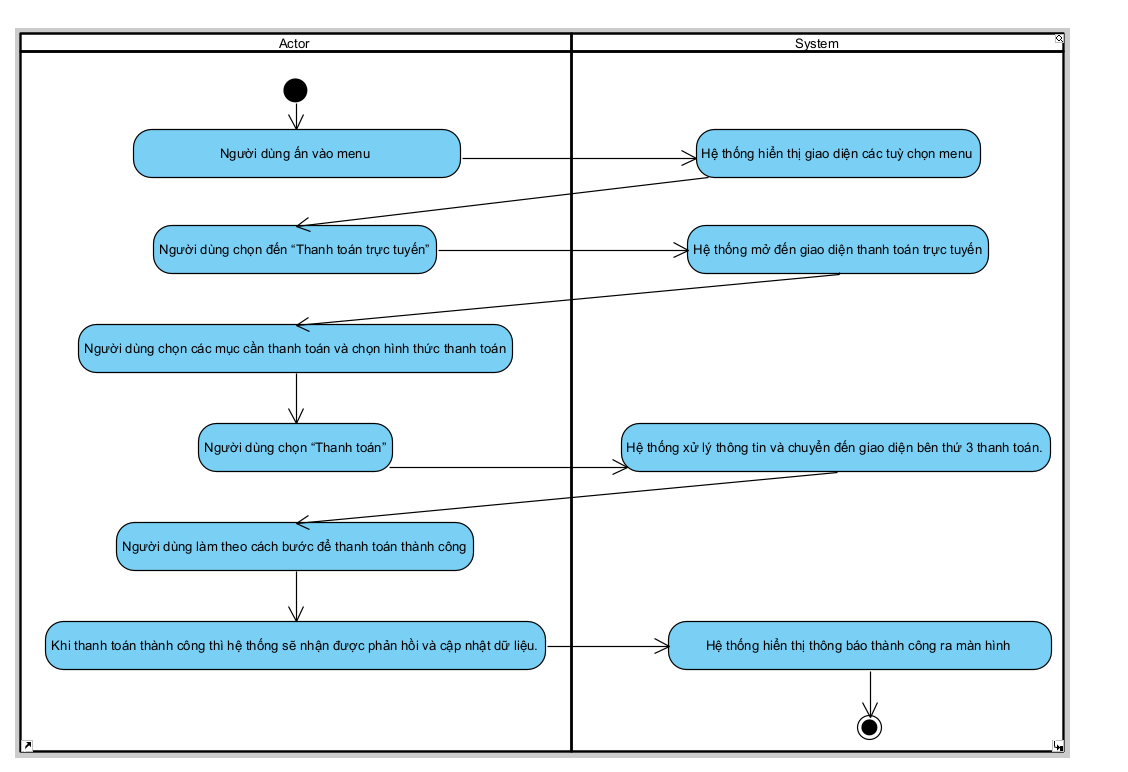 Actor
System
Người dùng ấn vào menu
Hệ thống hiển thị giao diện các tuỳ chọn menu
Người dùng chọn đến “Thanh toán trực tuyến”
Hệ thống mở đến giao diện thanh toán trực tuyến
Người dùng chọn các mục cần thanh toán và chọn hình thức thanh toán
Người dùng chọn “Thanh toán”
Hệ thống xử lý thông tin và chuyển đến giao diện bên thứ 3 thanh toán.
Người dùng làm theo cách bước để thanh toán thành công
Khi thanh toán thành công thì hệ thống sẽ nhận được phản hồi và cập nhật dữ liệu.
Hệ thống hiển thị thông báo thành công ra màn hình